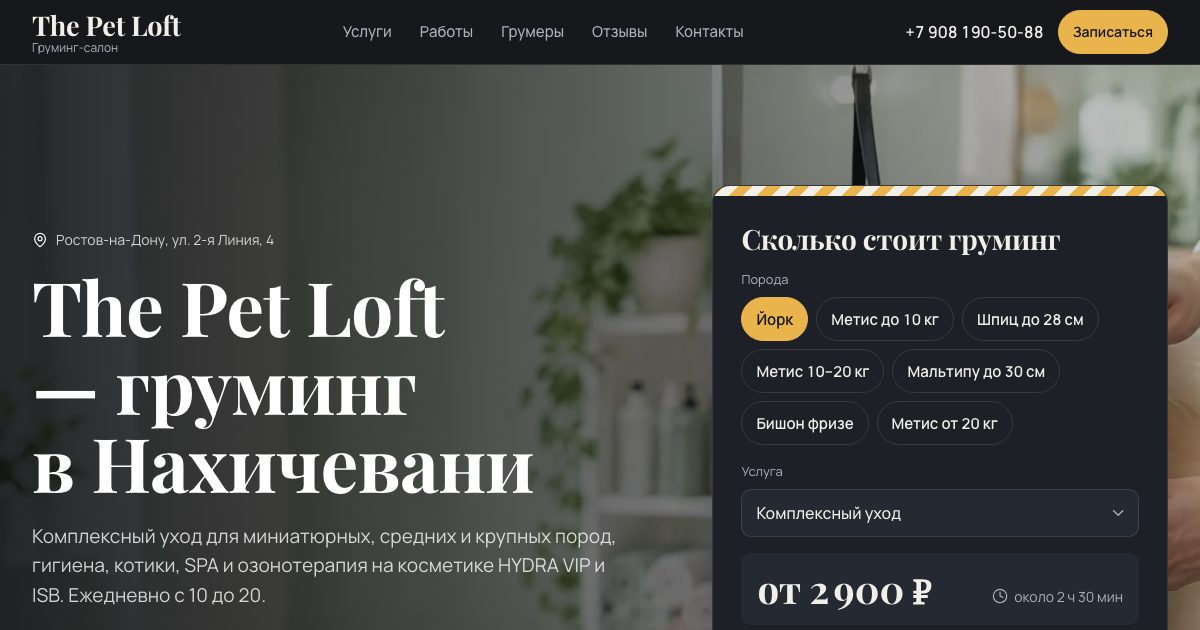 The Pet Loft
Груминг-салон
Услуги
Работы
Грумеры
Отзывы
Контакты
+7 908 190-50-88
Записаться
Ростов-на-Дону, ул. 2-я Линия, 4
The Pet Loft
— груминг
в Нахичевани
Комплексный уход для миниатюрных, средних и крупных пород,
гигиена, котики, SPA и озонотерапия на косметике HYDRA VIP и
ISB. Ежедневно с 10 до 20.
Сколько стоит груминг
Порода
Йорк
Метис до 10 кг
Шпиц до 28 см
Метис 10–20 кг
Мальтипу до 30 см
Бишон фризе
Метис от 20 кг
Услуга
Комплексный уход
от 2 900 ₽
около 2 ч 30 мин